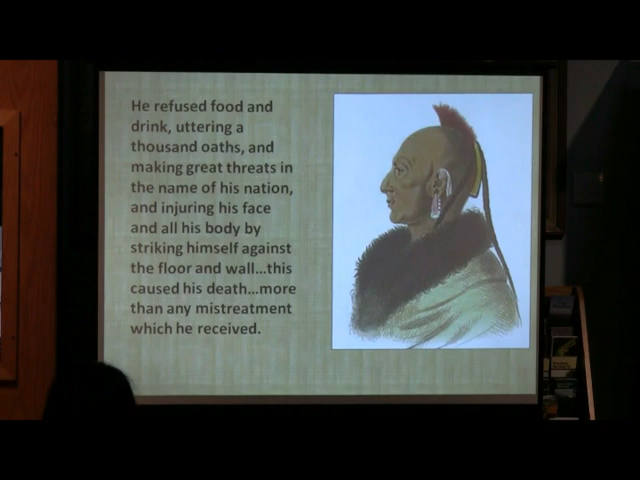 He refused food and
drink, uttering a
thousand oaths, and
making great threats in
the name of his nation,
and injuring his face
and all his body by
striking himself against
the floor and wall...this
caused his death...more
than any mistreatment
which he received.